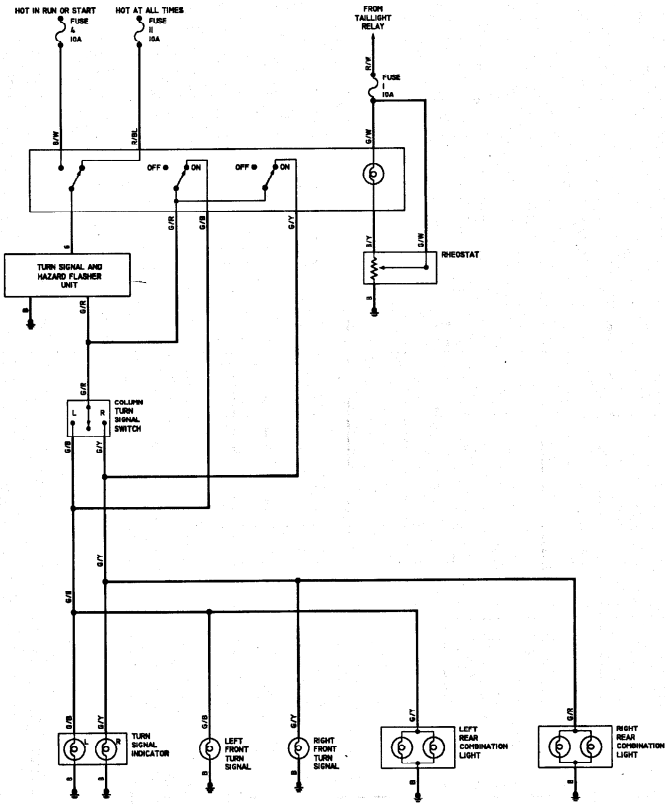 HOT IN RUN OR START
FUSE
4
10A
HOT AT ALL TIMES
FUSE
11
10A
FROM
TAILLIGHT
RELAY
R/W
FUSE
1
10A
B/W
R/BL
G/W
OFF
ON
OFF
ON
G
G/R
G/B
G/Y
B/Y
G/W
RHEOSTAT
B
TURN SIGNAL AND
HAZARD FLASHER
UNIT
B
G/R
G/R
L
R
COLUMN
TURN
SIGNAL
SWITCH
G/B
G/Y
G/Y
G/B
G/B
G/Y
G/B
G/Y
G/Y
G/R
L
R
TURN
SIGNAL
INDICATOR
LEFT
FRONT
TURN
SIGNAL
RIGHT
FRONT
TURN
SIGNAL
LEFT
REAR
COMBINATION
LIGHT
RIGHT
REAR
COMBINATION
LIGHT
B
B
B
B
B
B